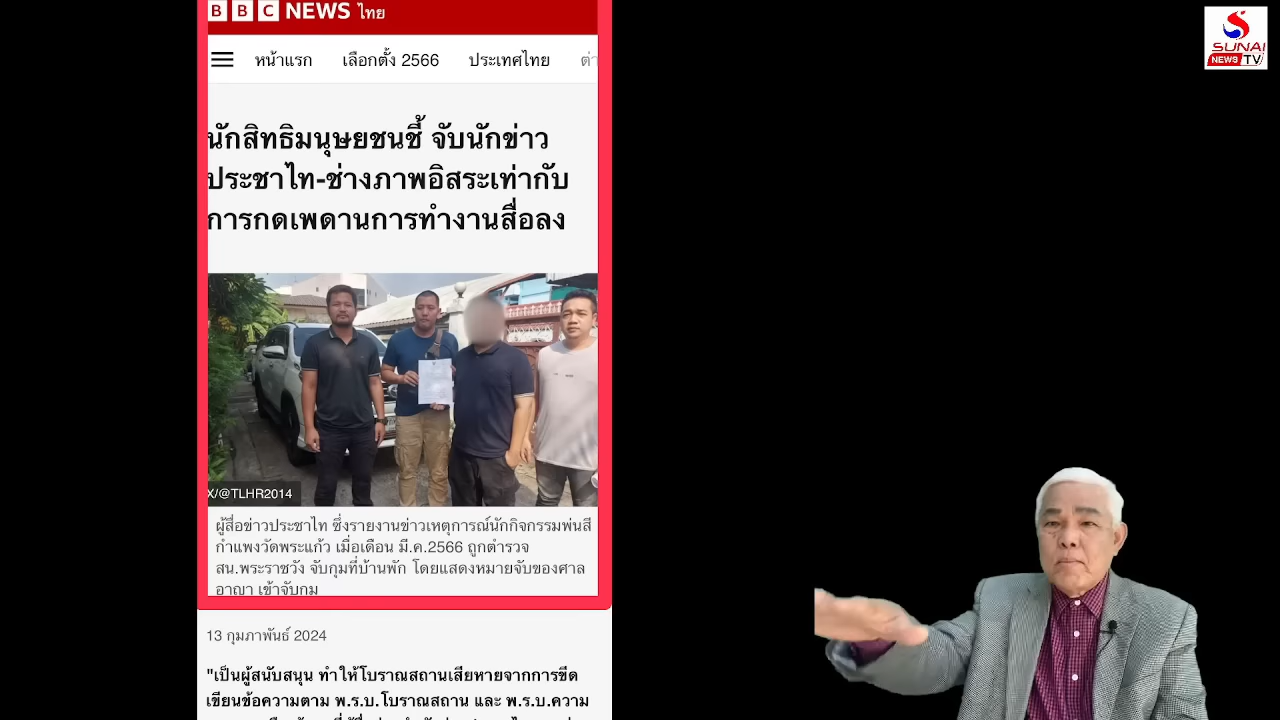 BBC NEWS ไทย
หน้าแรก เลือกตั้ง 2566 ประเทศไทย ต่า
นักสิทธิมนุษยชนชี้ จับนักข่าว
ประชาไท-ช่างภาพอิสระเท่ากับ
การกดเพดานการทำงานสื่อลง
X/@TLHR2014
ผู้สื่อข่าวประชาไท ซึ่งรายงานข่าวเหตุการณ์นักกิจกรรมพ่นสี
กำแพงวัดพระแก้ว เมื่อเดือน มี.ค.2566 ถูกตำรวจ
สน.พระราชวัง จับกุมที่บ้านพัก โดยแสดงหมายจับของศาล
อาญา เข้าจับกุม
13 กุมภาพันธ์ 2024
"เป็นผู้สนับสนุน ทำให้โบราณสถานเสียหายจากการขีด
เขียนข้อความตาม พ.ร.บ.โบราณสถาน และ พ.ร.บ.ความ
SUNAI
NEWS TV